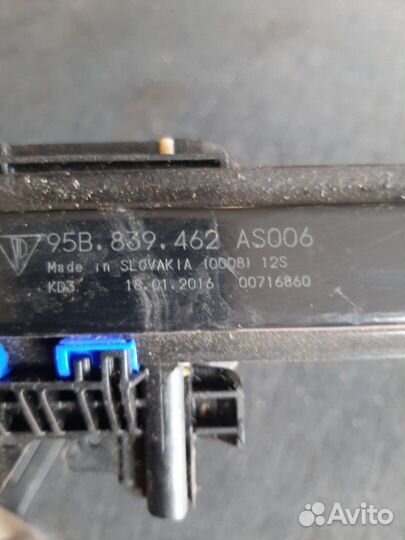 95B.839.462 AS006
Made in SLOVAKIA (0008) 12S
KD3 18.01.2016 00716860
Avito